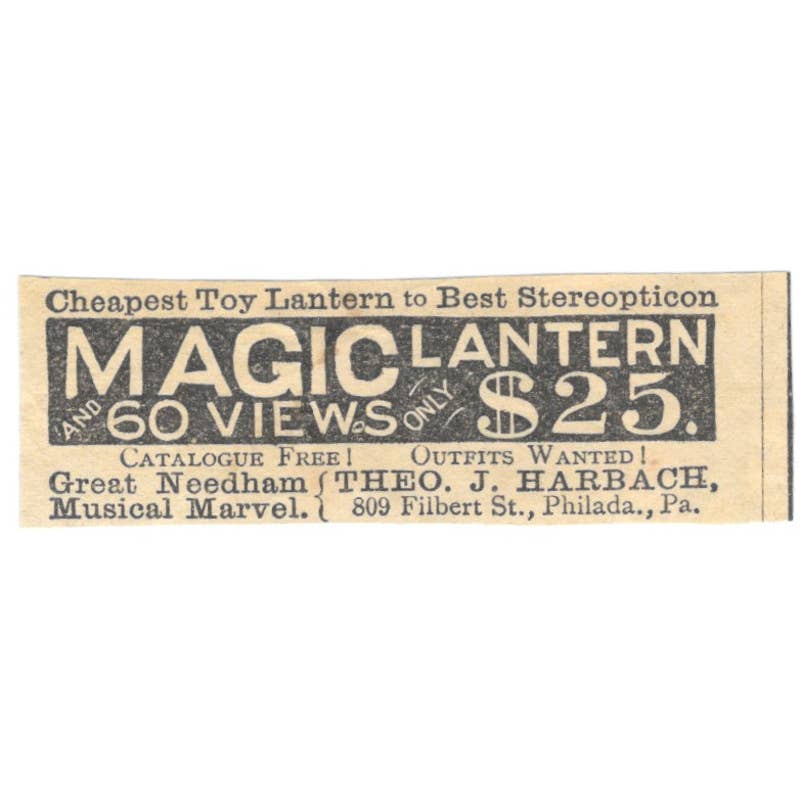 Cheapest Toy Lantern to Best Stereopticon
MAGIC LANTERN
AND 60 VIEWS ONLY $25.
CATALOGUE FREE! OUTFITS WANTED!
Great Needham { THEO. J. HARBACH,
Musical Marvel. { 809 Filbert St., Philada., Pa.